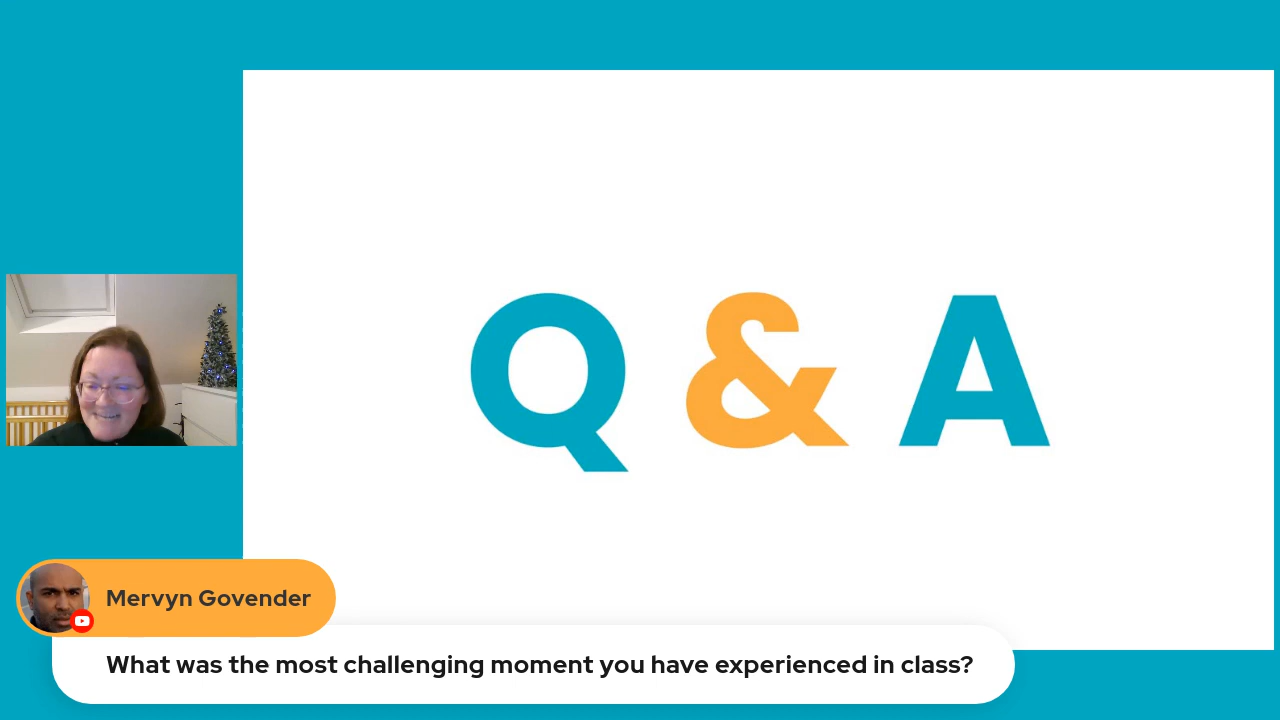 Q & A
Mervyn Govender
What was the most challenging moment you have experienced in class?